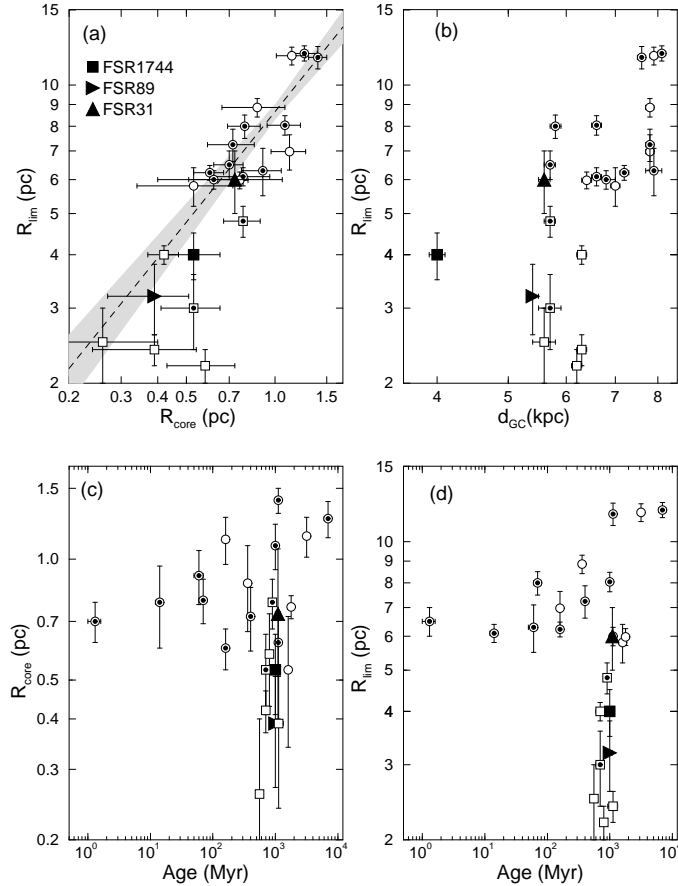 (a)
FSR1744
FSR89
FSR31
R_lim (pc)
12
10
9
8
7
6
5
4
3
2
0.2 0.3 0.4 0.5 0.7 1 1.5
R_core (pc)
(b)
R_lim (pc)
12
10
9
8
7
6
5
4
3
2
4 5 6 7 8
d_GC(kpc)
(c)
R_core (pc)
1.5
1.0
0.7
0.5
0.4
0.3
0.2
10^0 10^1 10^2 10^3 10^4
Age (Myr)
(d)
R_lim (pc)
15
12
10
9
8
7
6
5
4
3
2
10^0 10^1 10^2 10^3 10^4
Age (Myr)